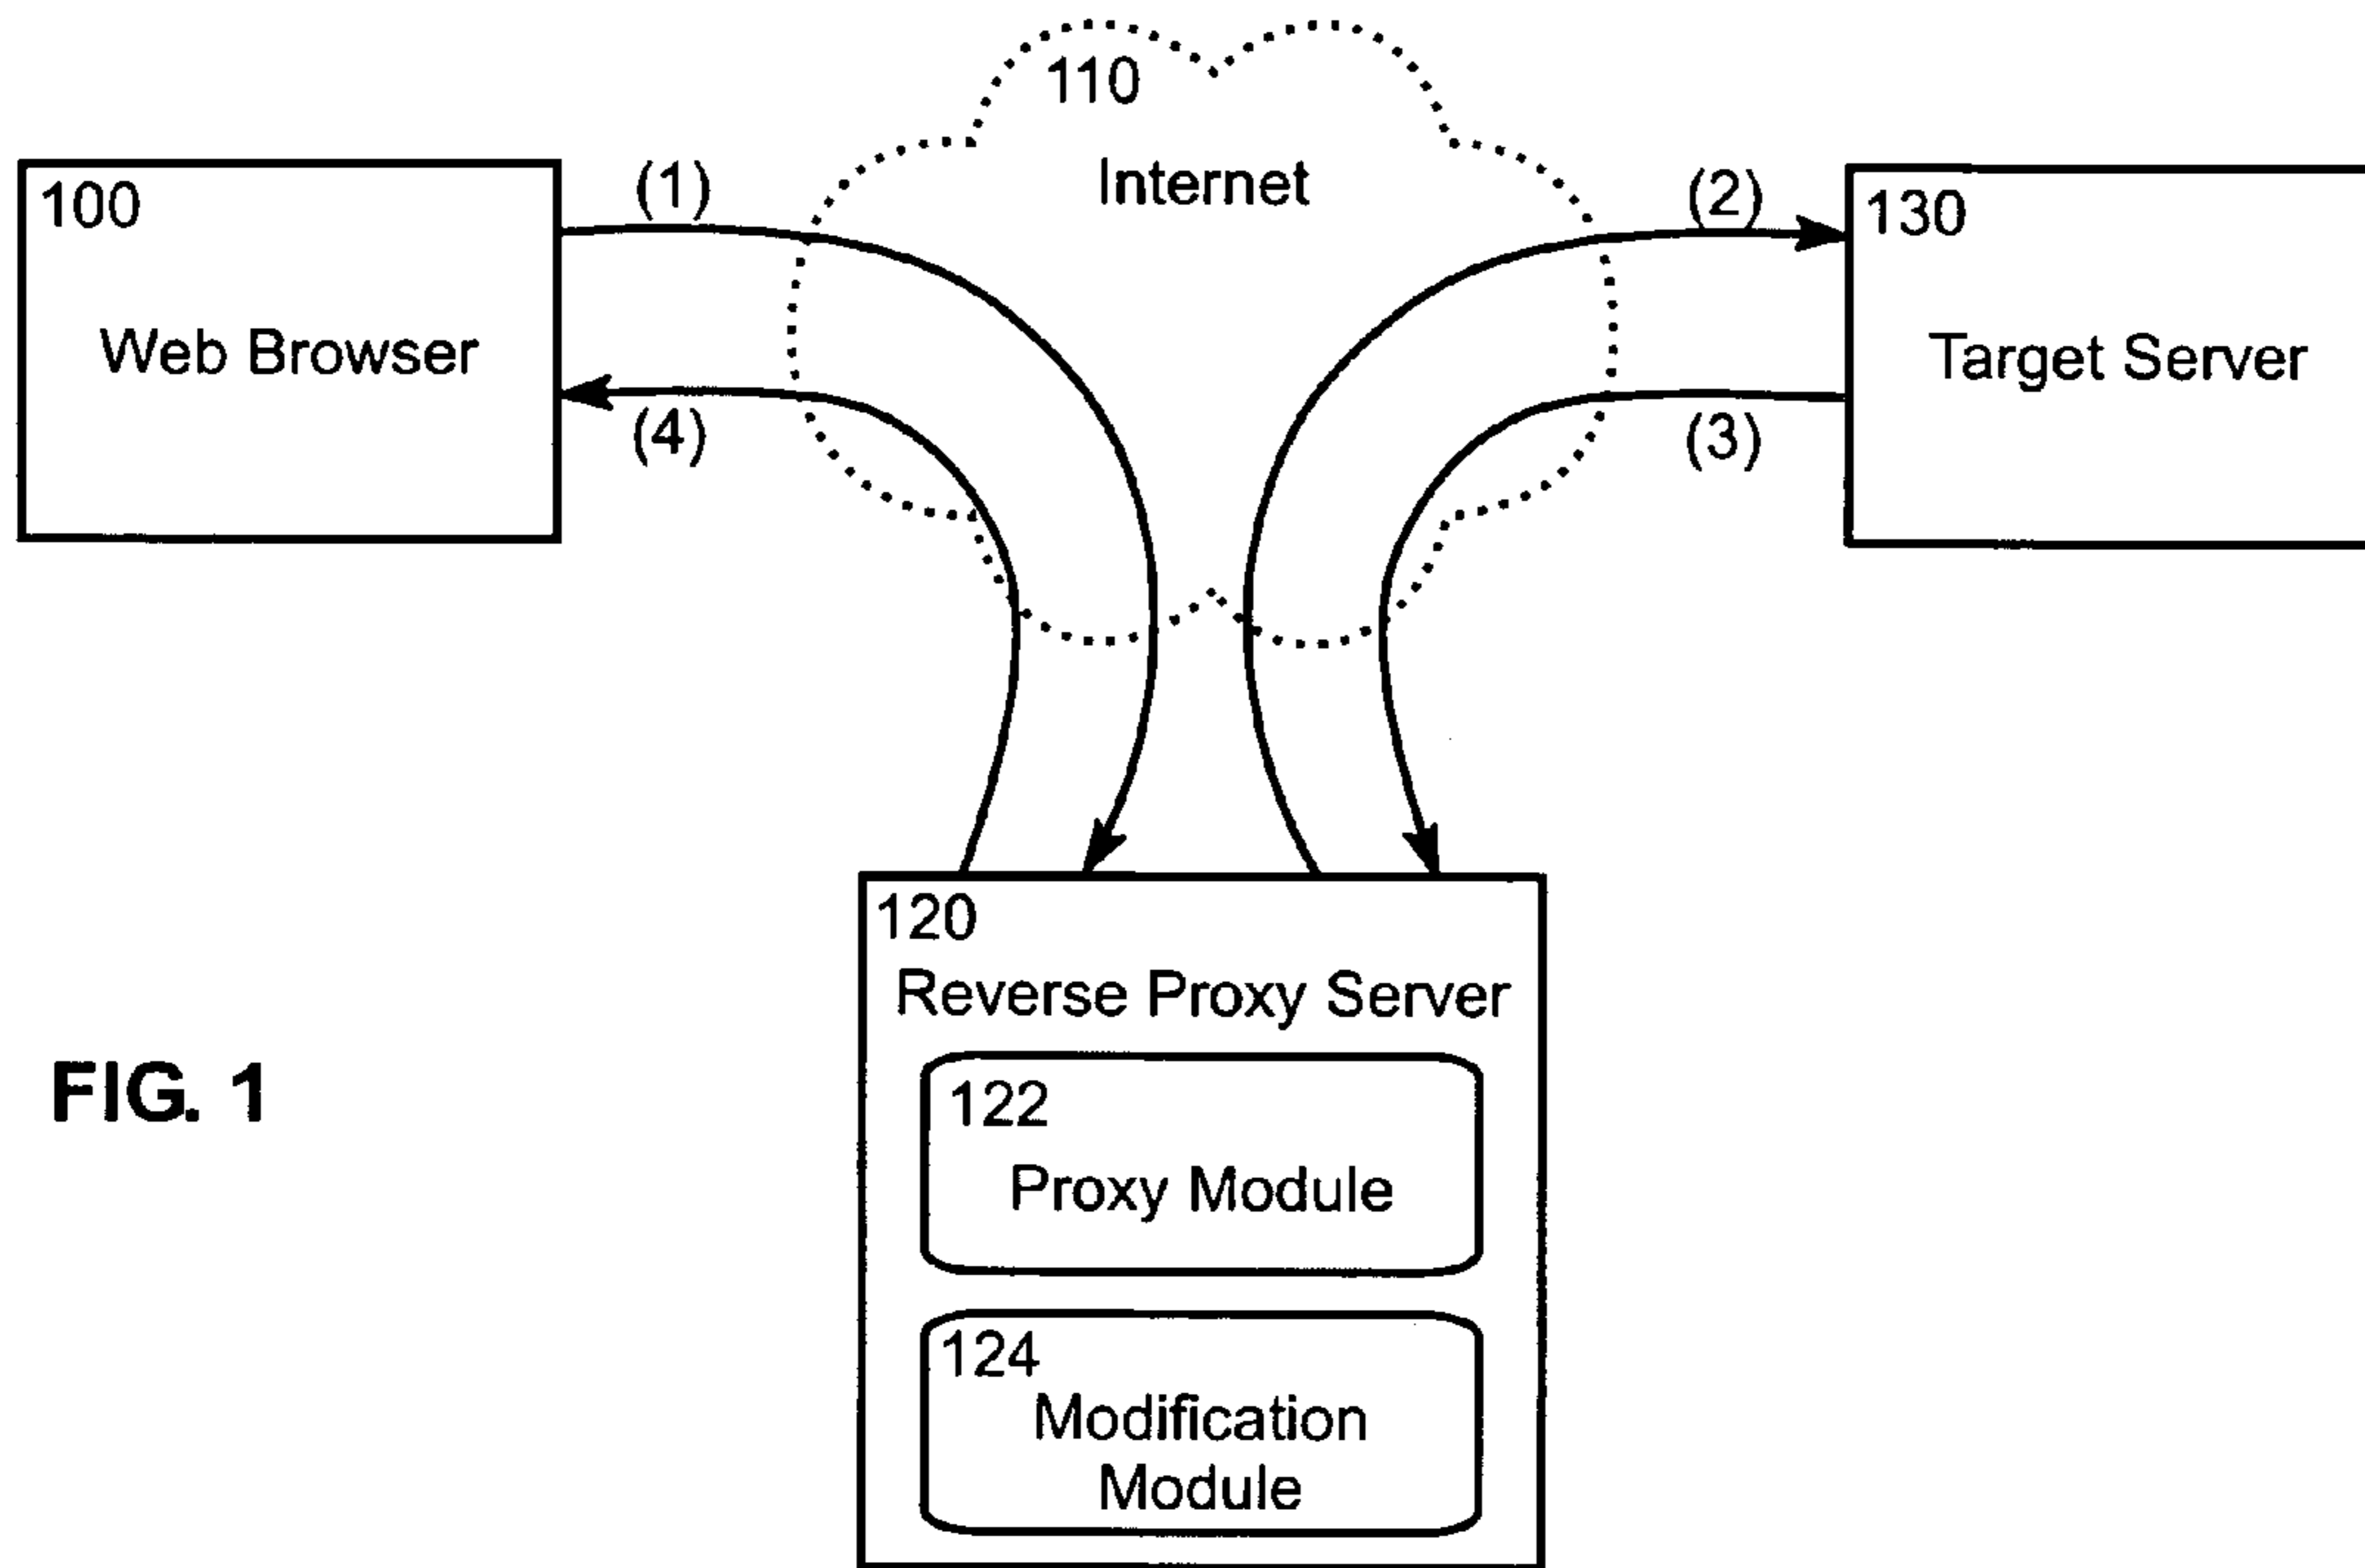 110
Internet
100
Web Browser
(1)
(4)
(2)
(3)
130
Target Server
120
Reverse Proxy Server
122
Proxy Module
124
Modification
Module
FIG. 1